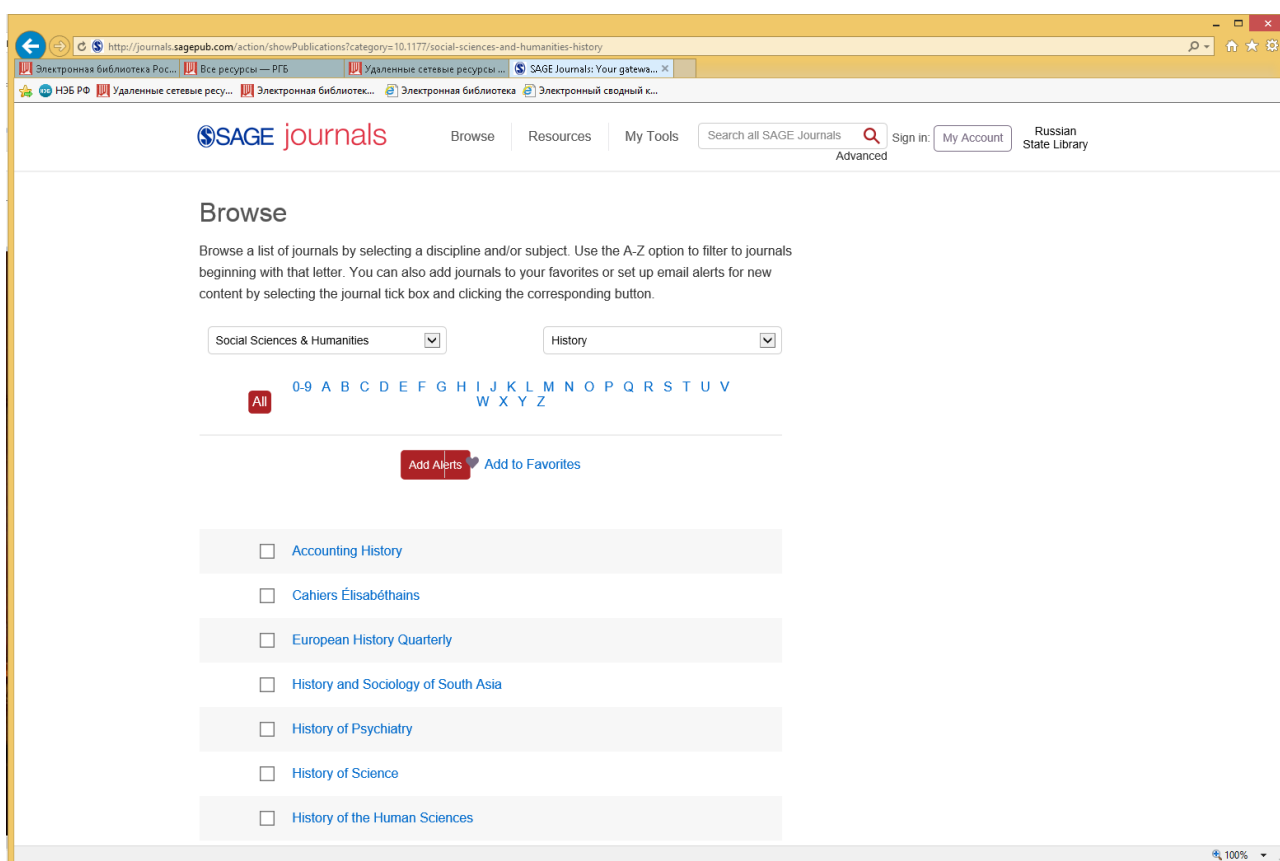 http://journals.sagepub.com/action/showPublications?category=10.1177/social-sciences-and-humanities-history
Электронная библиотека Рос... Все ресурсы — РГБ Удаленные сетевые ресурсы ... SAGE Journals: Your gatewa...
НЭБ РФ Удаленные сетевые ресу... Электронная библиотек... Электронная библиотека Электронный сводный к...
SAGE journals Browse Resources My Tools Search all SAGE Journals Sign in: My Account Russian
State Library
Advanced
Browse
Browse a list of journals by selecting a discipline and/or subject. Use the A-Z option to filter to journals
beginning with that letter. You can also add journals to your favorites or set up email alerts for new
content by selecting the journal tick box and clicking the corresponding button.
Social Sciences & Humanities History
All 0-9 A B C D E F G H I J K L M N O P Q R S T U V
W X Y Z
Add Alerts Add to Favorites
Accounting History
Cahiers Élisabéthains
European History Quarterly
History and Sociology of South Asia
History of Psychiatry
History of Science
History of the Human Sciences
100%